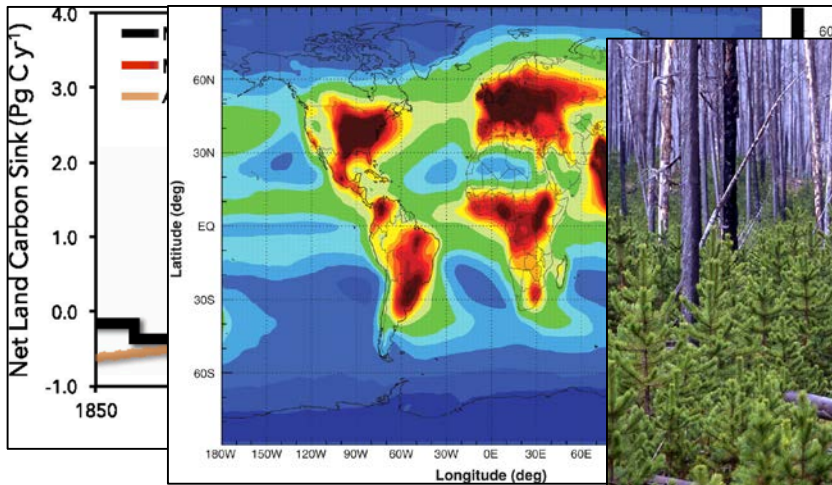 Net Land Carbon Sink (Pg C y-1)
4.0
3.0
2.0
1.0
0.0
-1.0
1850
Latitude (deg)
60N
30N
EQ
30S
60S
180W 150W 120W 90W 60W 30W 0E 30E 60E
Longitude (deg)
60